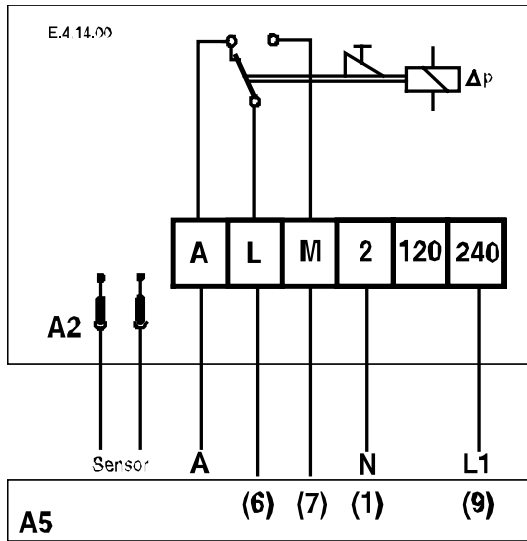 E.4.14.00
Δp
A L M 2 120 240
A2
Sensor A N L1
(6) (7) (1) (9)
A5